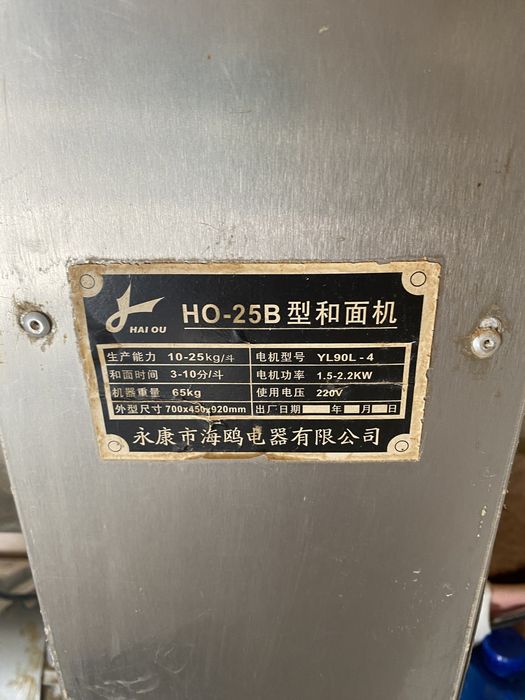 HAI OU
HO-25B 型和面机
生产能力 10-25kg/斗 电机型号 YL90L-4
和面时间 3-10分/斗 电机功率 1.5-2.2KW
机器重量 65kg 使用电压 220V
外型尺寸 700x450x920mm 出厂日期 年 月 日
永康市海鸥电器有限公司